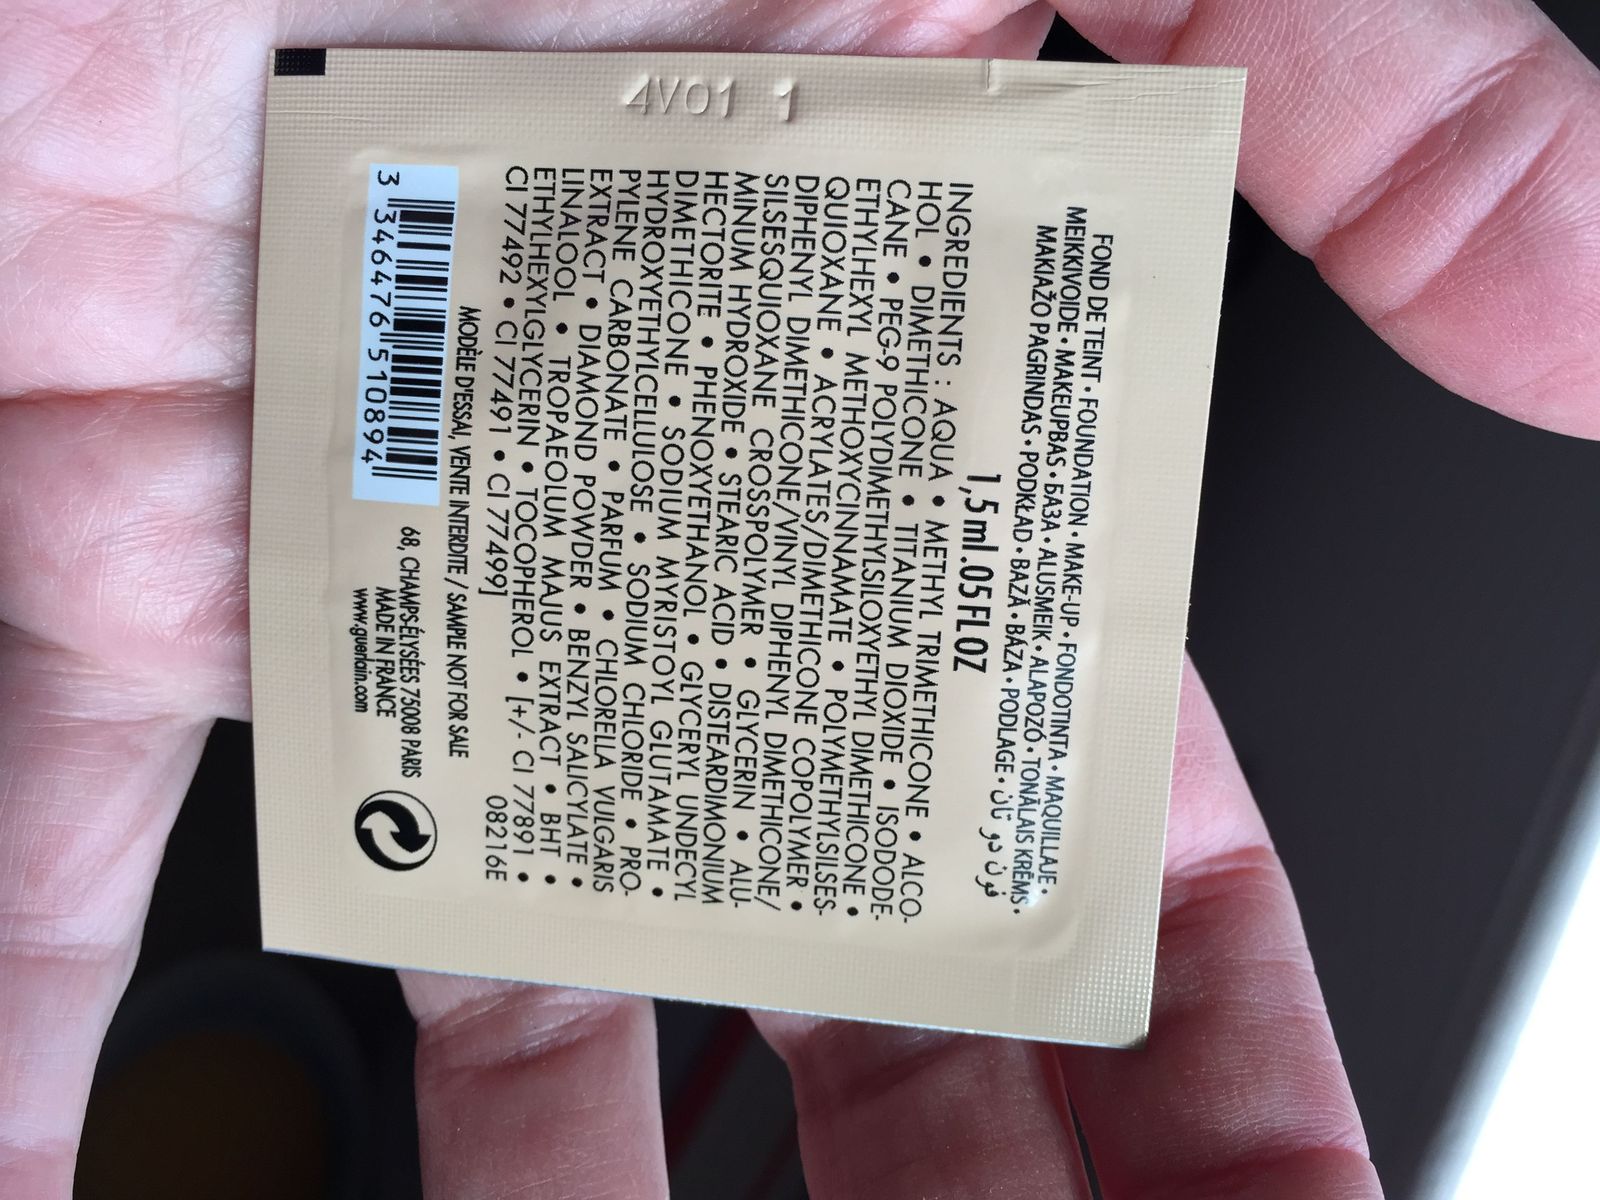 FOND DE TEINT • FOUNDATION • MAKE-UP • FONDOTINTA • MAQUILLAJE •
MEIKKIVOIDE • MAKEUPBAS • БАЗА • ALUSMEIK • ALAPOZÓ • TONĀLAIS KRĒMS •
MAKIAŽO PAGRINDAS • PODKŁAD • BAZĂ • BÁZA • PODLAGE • فون دو تان
1,5 ml .05 FL OZ
INGREDIENTS : AQUA • METHYL TRIMETHICONE • ALCO-
HOL • DIMETHICONE • TITANIUM DIOXIDE • ISODODE-
CANE • PEG-9 POLYDIMETHYLSILOXYETHYL DIMETHICONE •
ETHYLHEXYL METHOXYCINNAMATE • POLYMETHYLSILSES-
QUIOXANE • ACRYLATES/DIMETHICONE COPOLYMER •
DIPHENYL DIMETHICONE/VINYL DIPHENYL DIMETHICONE/
SILSESQUIOXANE CROSSPOLYMER • GLYCERIN • ALU-
MINUM HYDROXIDE • STEARIC ACID • DISTEARDIMONIUM
HECTORITE • PHENOXYETHANOL • GLYCERYL UNDECYL
DIMETHICONE • SODIUM MYRISTOYL GLUTAMATE •
HYDROXYETHYLCELLULOSE • SODIUM CHLORIDE • PRO-
PYLENE CARBONATE • PARFUM • CHLORELLA VULGARIS
EXTRACT • DIAMOND POWDER • BENZYL SALICYLATE •
LINALOOL • TROPAEOLUM MAJUS EXTRACT • BHT •
ETHYLHEXYLGLYCERIN • TOCOPHEROL • [+/- CI 77891 •
CI 77492 • CI 77491 • CI 77499] 08216E
MODÈLE D'ESSAI, VENTE INTERDITE / SAMPLE NOT FOR SALE
3 346476 510894
68, CHAMPS-ÉLYSÉES 75008 PARIS
MADE IN FRANCE
www.guerlain.com
4V01 1